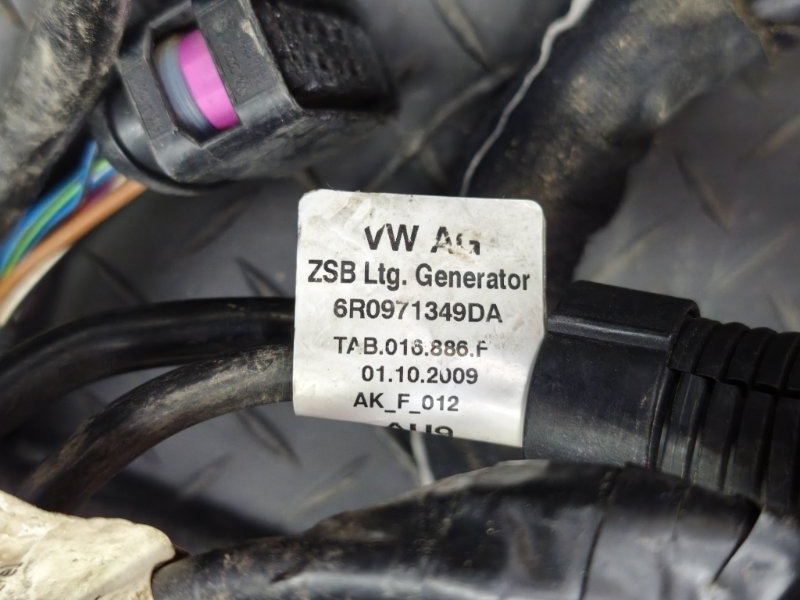 VW AG
ZSB Ltg. Generator
6R0971349DA
TAB.016.886.F
01.10.2009
AK_F_012